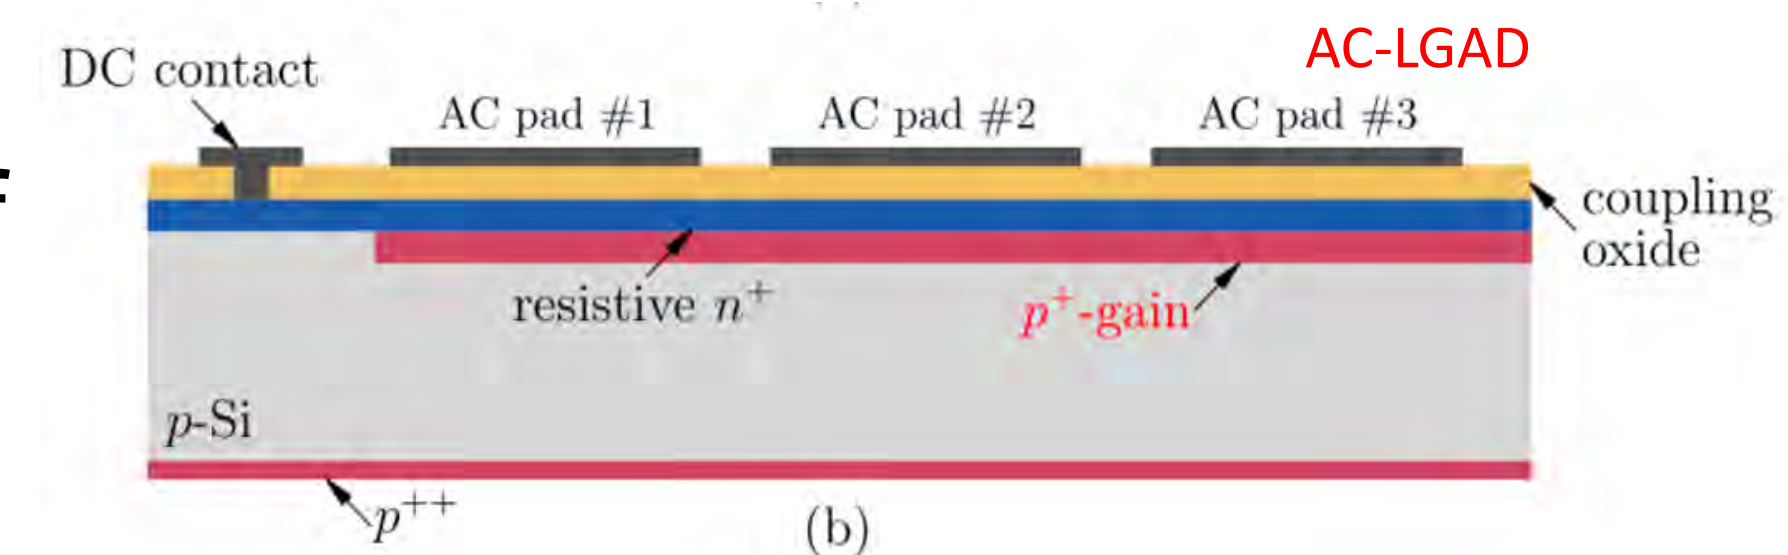 AC-LGAD
DC contact
AC pad #1
AC pad #2
AC pad #3
coupling
oxide
resistive n⁺
p⁺-gain
p-Si
p⁺⁺
(b)